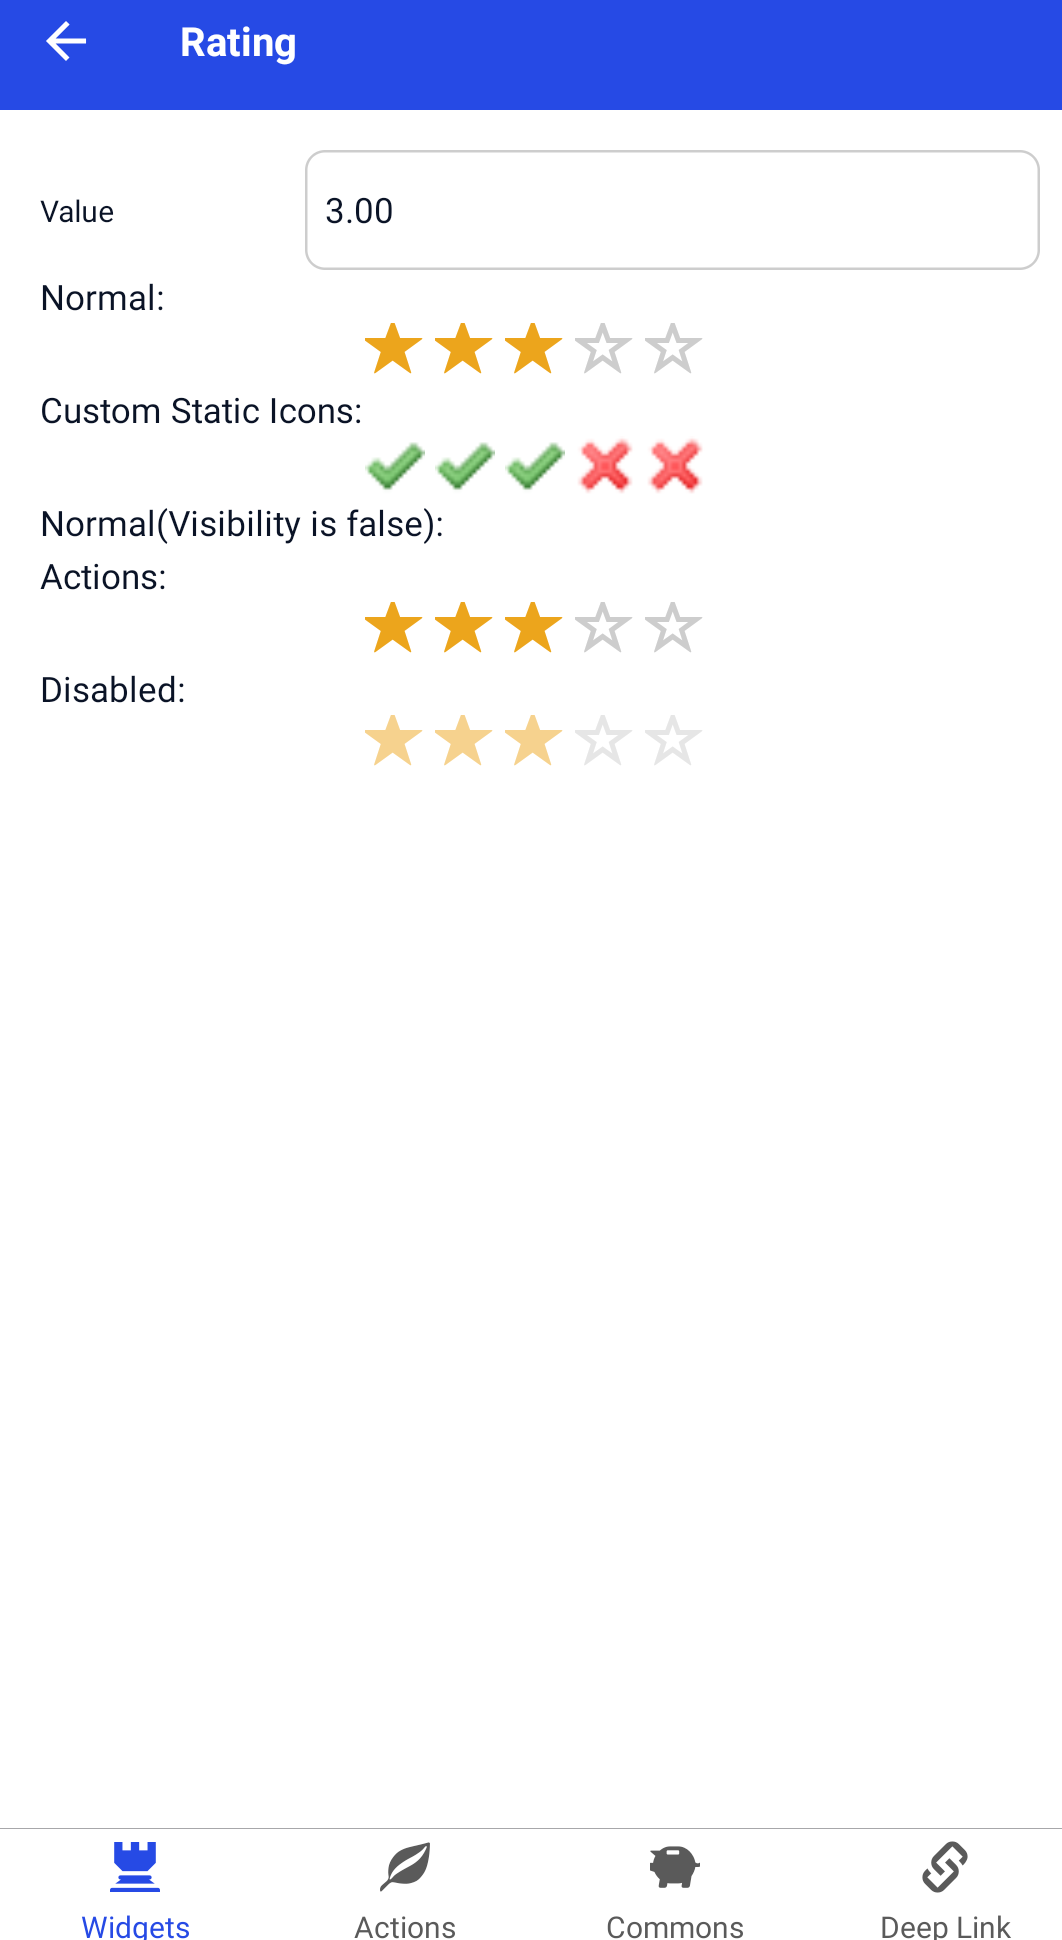 Rating
Value
3.00
Normal:
Custom Static Icons:
Normal(Visibility is false):
Actions:
Disabled:
Widgets
Actions
Commons
Deep Link